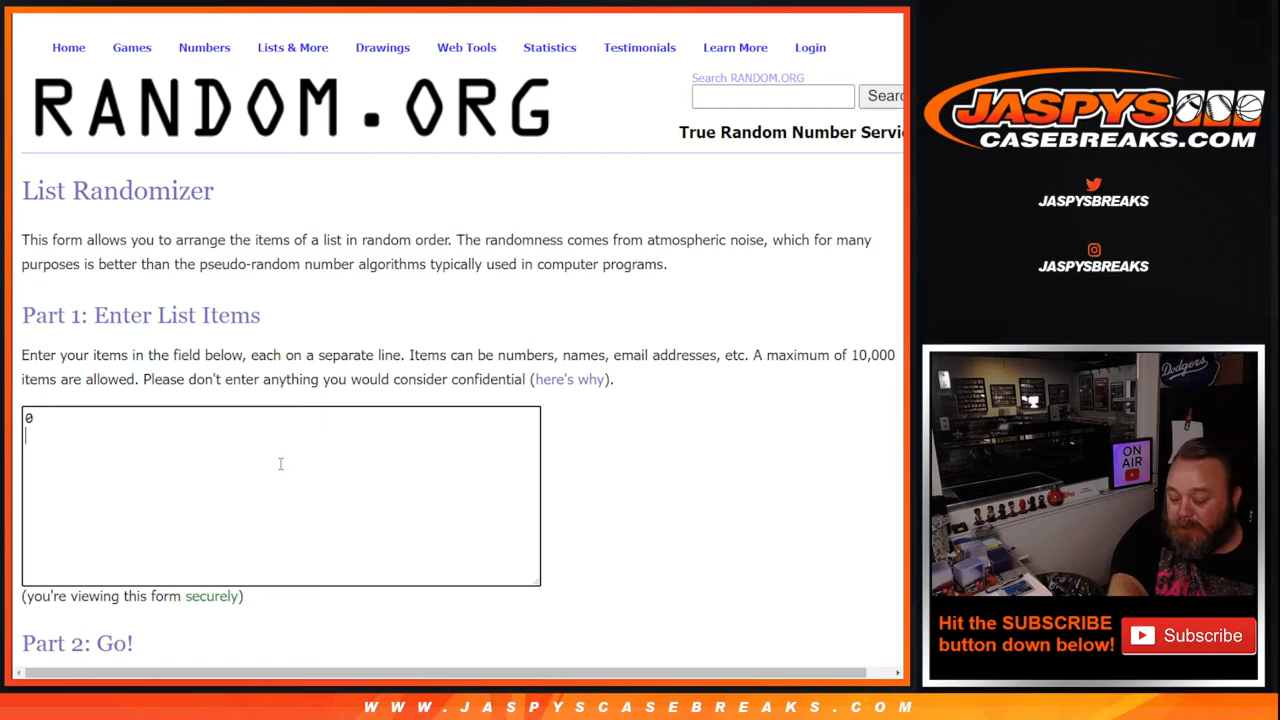 Home Games Numbers Lists & More Drawings Web Tools Statistics Testimonials Learn More Login
RANDOM.ORG
Search RANDOM.ORG
Searc
True Random Number Servi
List Randomizer
This form allows you to arrange the items of a list in random order. The randomness comes from atmospheric noise, which for many
purposes is better than the pseudo-random number algorithms typically used in computer programs.
Part 1: Enter List Items
Enter your items in the field below, each on a separate line. Items can be numbers, names, email addresses, etc. A maximum of 10,000
items are allowed. Please don't enter anything you would consider confidential (here's why).
0
(you're viewing this form securely)
Part 2: Go!
JASPYS
CASEBREAKS.COM
JASPYSBREAKS
JASPYSBREAKS
Dodgers
ON
AIR
Hit the SUBSCRIBE
button down below!
Subscribe
WWW.JASPYSCASEBREAKS.COM